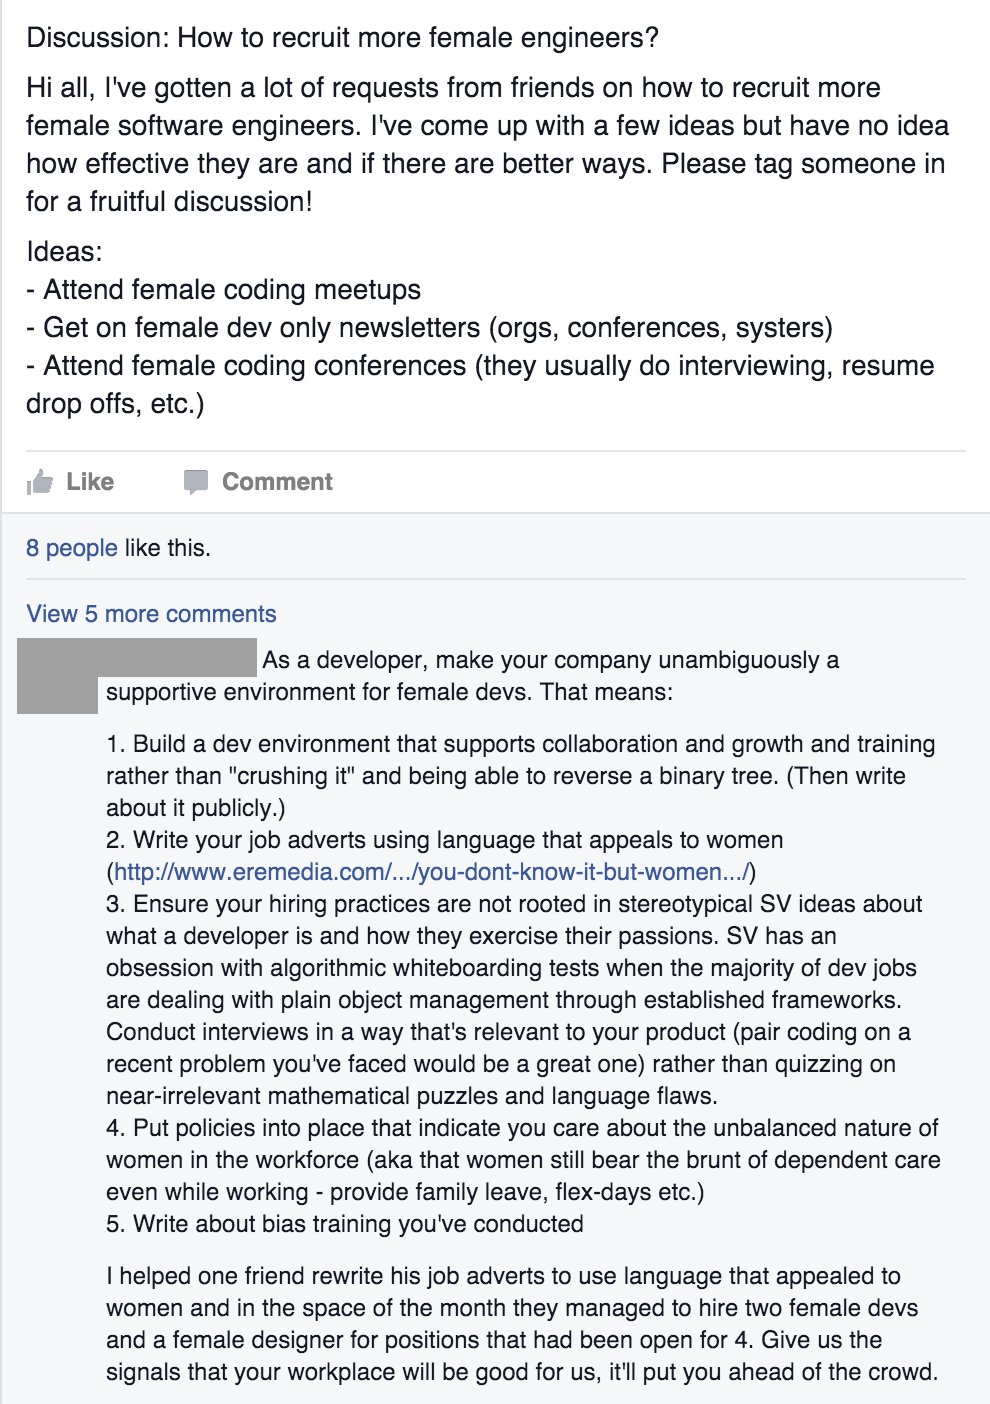 Discussion: How to recruit more female engineers?
Hi all, I've gotten a lot of requests from friends on how to recruit more
female software engineers. I've come up with a few ideas but have no idea
how effective they are and if there are better ways. Please tag someone in
for a fruitful discussion!
Ideas:
- Attend female coding meetups
- Get on female dev only newsletters (orgs, conferences, systers)
- Attend female coding conferences (they usually do interviewing, resume
drop offs, etc.)
Like Comment
8 people like this.
View 5 more comments
As a developer, make your company unambiguously a
supportive environment for female devs. That means:
1. Build a dev environment that supports collaboration and growth and training
rather than "crushing it" and being able to reverse a binary tree. (Then write
about it publicly.)
2. Write your job adverts using language that appeals to women
(http://www.eremedia.com/.../you-dont-know-it-but-women.../)
3. Ensure your hiring practices are not rooted in stereotypical SV ideas about
what a developer is and how they exercise their passions. SV has an
obsession with algorithmic whiteboarding tests when the majority of dev jobs
are dealing with plain object management through established frameworks.
Conduct interviews in a way that's relevant to your product (pair coding on a
recent problem you've faced would be a great one) rather than quizzing on
near-irrelevant mathematical puzzles and language flaws.
4. Put policies into place that indicate you care about the unbalanced nature of
women in the workforce (aka that women still bear the brunt of dependent care
even while working - provide family leave, flex-days etc.)
5. Write about bias training you've conducted
I helped one friend rewrite his job adverts to use language that appealed to
women and in the space of the month they managed to hire two female devs
and a female designer for positions that had been open for 4. Give us the
signals that your workplace will be good for us, it'll put you ahead of the crowd.